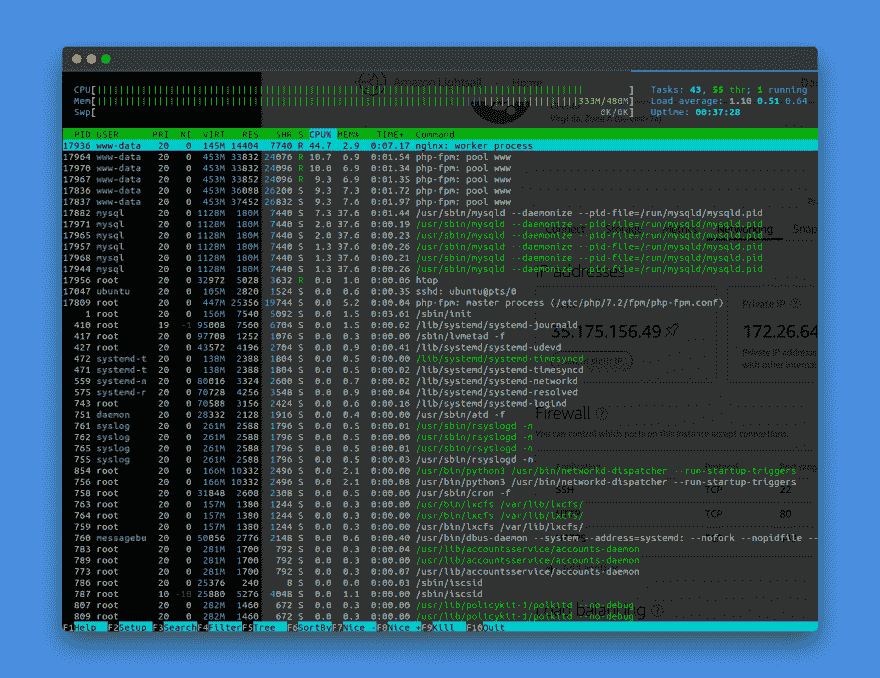 CPU[
Mem[ 333M/480M]
Swp[ 0K/0K]
Tasks: 43, 55 thr; 1 running
Load average: 1.10 0.51 0.64
Uptime: 00:37:28
PID USER PRI NI VIRT RES SHR S CPU% MEM% TIME+ Command
17936 www-data 20 0 145M 14404 7740 R 44.7 2.9 0:07.17 nginx: worker process
17964 www-data 20 0 453M 33832 24076 R 10.7 6.9 0:01.54 php-fpm: pool www
17970 www-data 20 0 453M 33832 24096 R 10.0 6.9 0:01.34 php-fpm: pool www
17967 www-data 20 0 453M 33852 24096 R 9.3 6.9 0:01.35 php-fpm: pool www
17836 www-data 20 0 453M 36088 26200 S 9.3 7.3 0:01.72 php-fpm: pool www
17837 www-data 20 0 453M 37452 26832 S 9.3 7.6 0:01.97 php-fpm: pool www
17882 mysql 20 0 1128M 180M 7440 S 7.3 37.6 0:01.44 /usr/sbin/mysqld --daemonize --pid-file=/run/mysqld/mysqld.pid
17971 mysql 20 0 1128M 180M 7440 S 2.0 37.6 0:00.19 /usr/sbin/mysqld --daemonize --pid-file=/run/mysqld/mysqld.pid
17965 mysql 20 0 1128M 180M 7440 S 2.0 37.6 0:00.23 /usr/sbin/mysqld --daemonize --pid-file=/run/mysqld/mysqld.pid
17957 mysql 20 0 1128M 180M 7440 S 1.3 37.6 0:00.26 /usr/sbin/mysqld --daemonize --pid-file=/run/mysqld/mysqld.pid
17968 mysql 20 0 1128M 180M 7440 S 1.3 37.6 0:00.21 /usr/sbin/mysqld --daemonize --pid-file=/run/mysqld/mysqld.pid
17944 mysql 20 0 1128M 180M 7440 S 1.3 37.6 0:00.26 /usr/sbin/mysqld --daemonize --pid-file=/run/mysqld/mysqld.pid
17956 root 20 0 32972 5028 3632 R 0.0 1.0 0:00.06 htop
17047 ubuntu 20 0 105M 2820 1524 S 0.0 0.6 0:00.35 sshd: ubuntu@pts/0
17809 root 20 0 447M 25356 19744 S 0.0 5.2 0:00.04 php-fpm: master process (/etc/php/7.2/fpm/php-fpm.conf)
1 root 20 0 156M 7540 5092 S 0.0 1.5 0:03.61 /sbin/init
410 root 19 -1 95008 7560 6704 S 0.0 1.5 0:00.62 /lib/systemd/systemd-journald
417 root 20 0 97708 1252 1076 S 0.0 0.3 0:00.00 /sbin/lvmetad -f
427 root 20 0 43572 4196 2704 S 0.0 0.9 0:00.41 /lib/systemd/systemd-udevd
472 systemd-t 20 0 138M 2388 1804 S 0.0 0.5 0:00.00 /lib/systemd/systemd-timesyncd
471 systemd-t 20 0 138M 2388 1804 S 0.0 0.5 0:00.02 /lib/systemd/systemd-timesyncd
559 systemd-n 20 0 80016 3324 2600 S 0.0 0.7 0:00.02 /lib/systemd/systemd-networkd
575 systemd-r 20 0 70728 4256 3548 S 0.0 0.9 0:00.04 /lib/systemd/systemd-resolved
743 root 20 0 70588 3156 2424 S 0.0 0.6 0:00.16 /lib/systemd/systemd-logind
751 daemon 20 0 28332 2128 1916 S 0.0 0.4 0:00.00 /usr/sbin/atd -f
761 syslog 20 0 261M 2588 1796 S 0.0 0.5 0:00.01 /usr/sbin/rsyslogd -n
762 syslog 20 0 261M 2588 1796 S 0.0 0.5 0:00.00 /usr/sbin/rsyslogd -n
765 syslog 20 0 261M 2588 1796 S 0.0 0.5 0:00.01 /usr/sbin/rsyslogd -n
755 syslog 20 0 261M 2588 1796 S 0.0 0.5 0:00.03 /usr/sbin/rsyslogd -n
854 root 20 0 166M 10332 2496 S 0.0 2.1 0:00.00 /usr/bin/python3 /usr/bin/networkd-dispatcher --run-startup-triggers
756 root 20 0 166M 10332 2496 S 0.0 2.1 0:00.08 /usr/bin/python3 /usr/bin/networkd-dispatcher --run-startup-triggers
758 root 20 0 31848 2608 2308 S 0.0 0.5 0:00.00 /usr/sbin/cron -f
763 root 20 0 157M 1380 1244 S 0.0 0.3 0:00.00 /usr/bin/lxcfs /var/lib/lxcfs/
764 root 20 0 157M 1380 1244 S 0.0 0.3 0:00.00 /usr/bin/lxcfs /var/lib/lxcfs/
759 root 20 0 157M 1380 1244 S 0.0 0.3 0:00.00 /usr/bin/lxcfs /var/lib/lxcfs/
760 messagebu 20 0 50056 2776 2148 S 0.0 0.6 0:00.40 /usr/bin/dbus-daemon --system --address=systemd: --nofork --nopidfile --
783 root 20 0 281M 1700 792 S 0.0 0.3 0:00.04 /usr/lib/accountsservice/accounts-daemon
789 root 20 0 281M 1700 792 S 0.0 0.3 0:00.00 /usr/lib/accountsservice/accounts-daemon
773 root 20 0 281M 1700 792 S 0.0 0.3 0:00.07 /usr/lib/accountsservice/accounts-daemon
786 root 20 0 25376 240 8 S 0.0 0.0 0:00.03 /sbin/iscsid
787 root 10 -10 25880 5276 4048 S 0.0 1.1 0:00.00 /sbin/iscsid
807 root 20 0 282M 1460 672 S 0.0 0.3 0:00.00 /usr/lib/policykit-1/polkitd --no-debug
809 root 20 0 282M 1460 672 S 0.0 0.3 0:00.00 /usr/lib/policykit-1/polkitd --no-debug
F1Help F2Setup F3Search F4Filter F5Tree F6SortBy F7Nice - F8Nice + F9Kill F10Quit
Amazon Lightsail
Home
IP addresses
Private IP
35.175.156.49
172.26.64
Private IP address
Firewall
You can control which ports on this instance accept connections.
SSH TCP 22
TCP 80
Load balancing